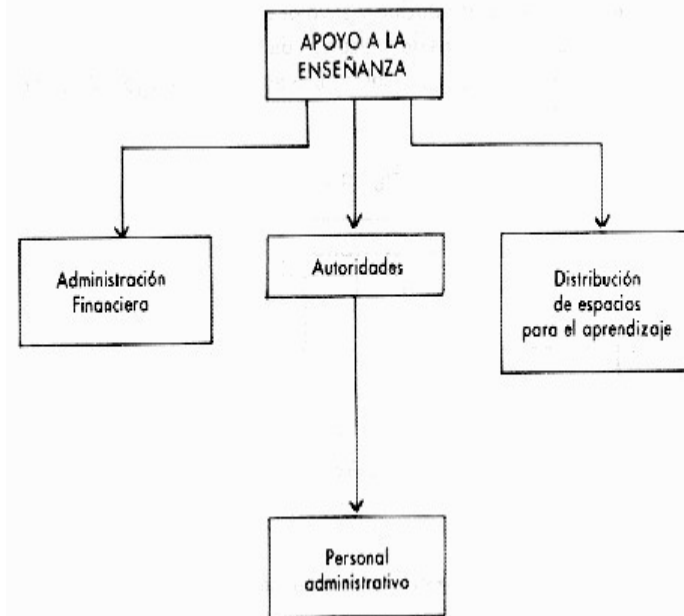 APOYO A LA
ENSEÑANZA
Administración
Financiera
Autoridades
Distribución
de espacios
para el aprendizaje
Personal
administrativo